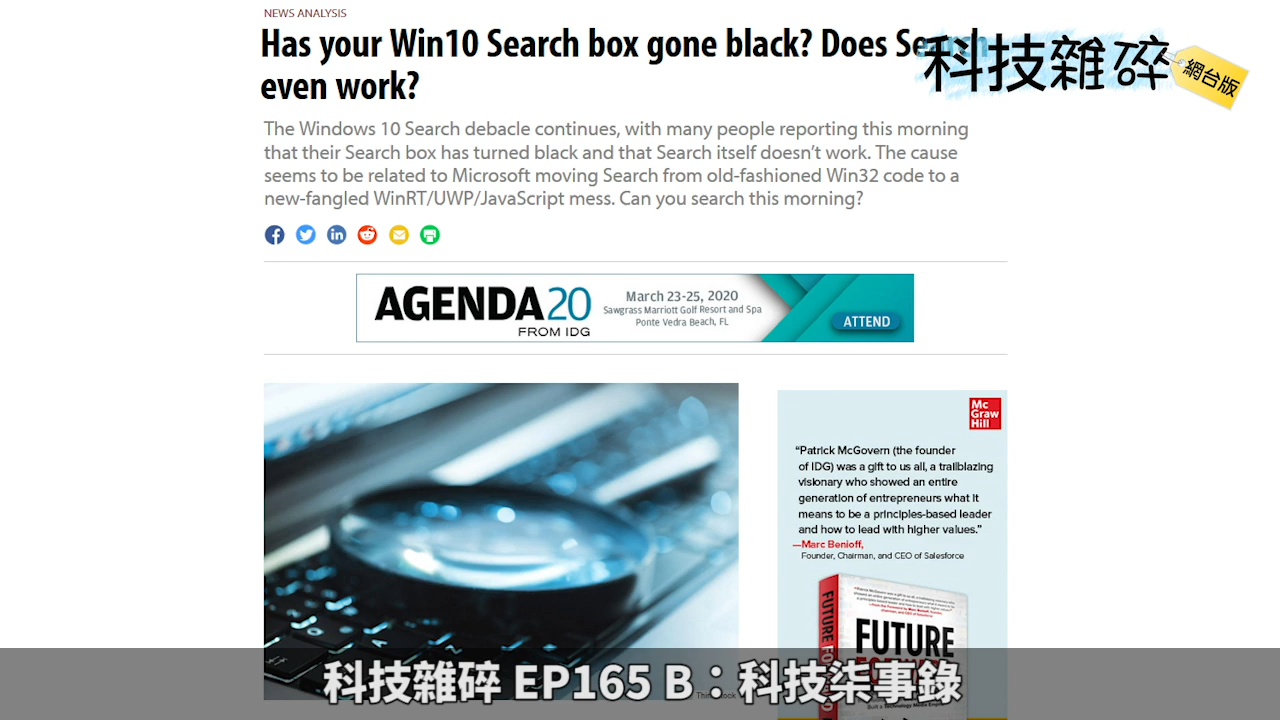 NEWS ANALYSIS
Has your Win10 Search box gone black? Does Search
even work?
科技雜碎
網台版
The Windows 10 Search debacle continues, with many people reporting this morning
that their Search box has turned black and that Search itself doesn't work. The cause
seems to be related to Microsoft moving Search from old-fashioned Win32 code to a
new-fangled WinRT/UWP/JavaScript mess. Can you search this morning?
AGENDA20
FROM IDG
March 23-25, 2020
Sawgrass Marriott Golf Resort and Spa
Ponte Vedra Beach, FL
ATTEND
Mc
Graw
Hill
“Patrick McGovern (the founder
of IDG) was a gift to us all, a trailblazing
visionary who showed an entire
generation of entrepreneurs what it
means to be a principles-based leader
and how to lead with higher values.”
—Marc Benioff,
Founder, Chairman, and CEO of Salesforce
FUTURE
科技雜碎 EP165 B：科技柒事錄